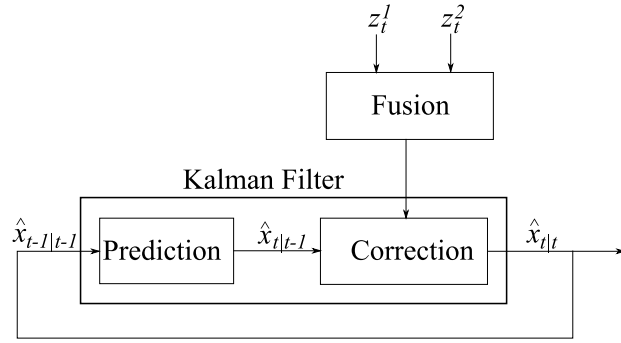 z_t^1 z_t^2
Fusion
Kalman Filter
x̂_{t-1|t-1} Prediction x̂_{t|t-1} Correction x̂_{t|t}